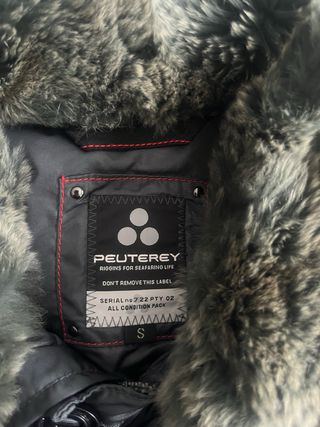 PEUTEREY
RIGGINS FOR SEAFARING LIFE
DON'T REMOVE THIS LABEL
SERIAL no 7.22 PTY 02
ALL CONDITION PACK
S